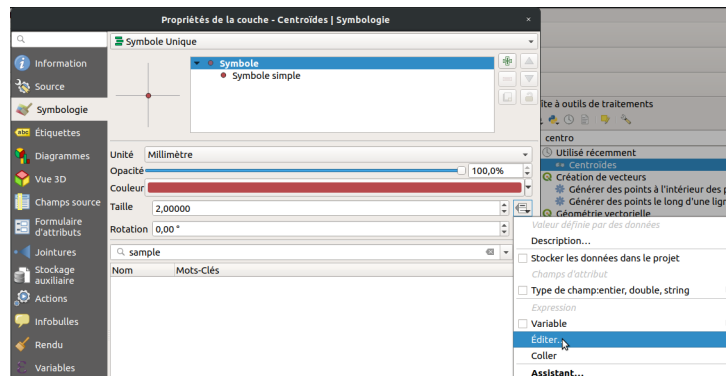 Propriétés de la couche - Centroïdes | Symbologie
Symbole Unique
Information
Source
Symbologie
abc Étiquettes
Diagrammes
Vue 3D
Champs source
Formulaire
d'attributs
Jointures
Stockage
auxiliaire
Actions
Infobulles
Rendu
Variables
Symbole
Symbole simple
Unité Millimètre
Opacité 100,0%
Couleur
Taille 2,00000
Rotation 0,00 °
sample
Nom Mots-Clés
îte à outils de traitements
centro
Utilisé récemment
Centroïdes
Création de vecteurs
Générer des points à l'intérieur des p
Générer des points le long d'une lign
Géométrie vectorielle
Valeur définie par des données
Description...
Stocker les données dans le projet
Champs d'attribut
Type de champ:entier, double, string
Expression
Variable
Éditer...
Coller
Assistant...